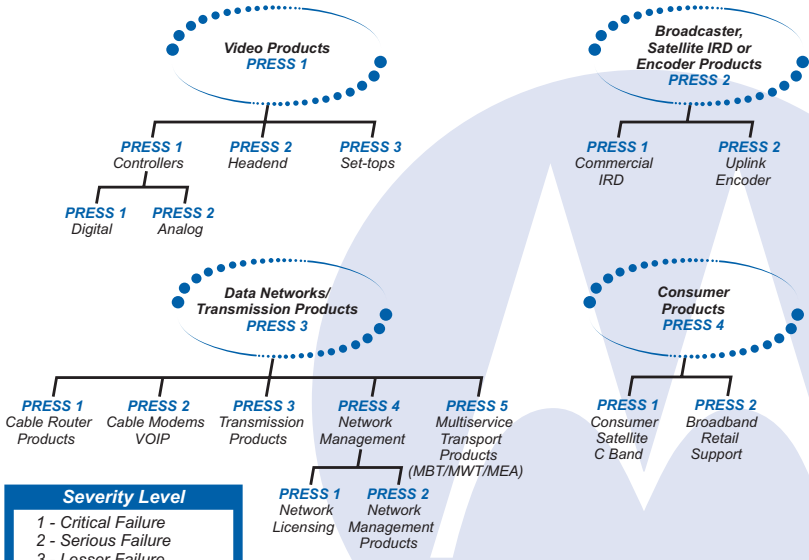 Video Products
PRESS 1
PRESS 1
Controllers
PRESS 2
Headend
PRESS 3
Set-tops
PRESS 1
Digital
PRESS 2
Analog
Broadcaster,
Satellite IRD or
Encoder Products
PRESS 2
PRESS 1
Commercial
IRD
PRESS 2
Uplink
Encoder
Data Networks/
Transmission Products
PRESS 3
PRESS 1
Cable Router
Products
PRESS 2
Cable Modems
VOIP
PRESS 3
Transmission
Products
PRESS 4
Network
Management
PRESS 5
Multiservice
Transport
Products
(MBT/MWT/MEA)
PRESS 1
Network
Licensing
PRESS 2
Network
Management
Products
Consumer
Products
PRESS 4
PRESS 1
Consumer
Satellite
C Band
PRESS 2
Broadband
Retail
Support
Severity Level
1 - Critical Failure
2 - Serious Failure
3 - Lesser Failure